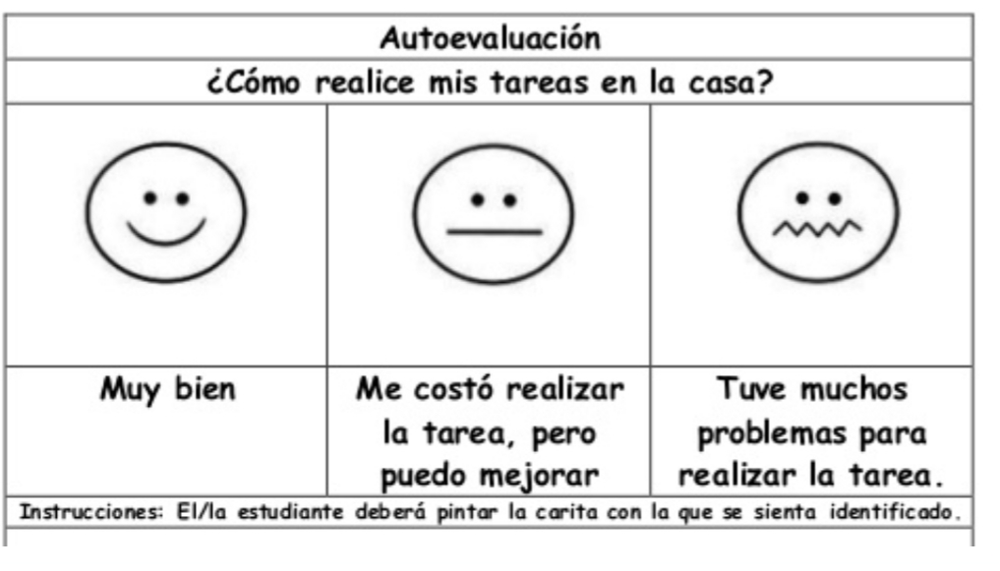 Autoevaluación
¿Cómo realice mis tareas en la casa?
Muy bien
Me costó realizar
la tarea, pero
puedo mejorar
Tuve muchos
problemas para
realizar la tarea.
Instrucciones: El/la estudiante deberá pintar la carita con la que se sienta identificado.